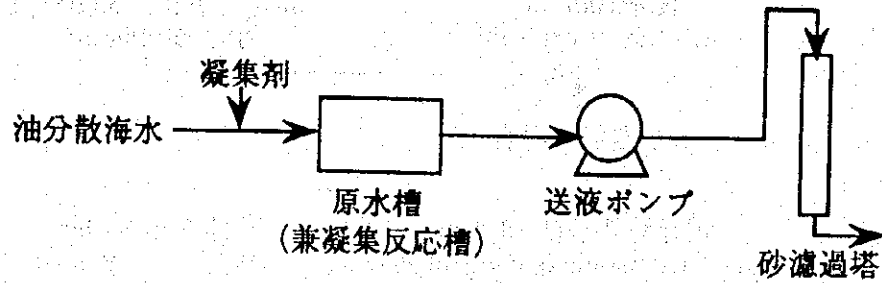 凝集剤
油分散海水
原水槽
(兼凝集反応槽)
送液ポンプ
砂濾過塔